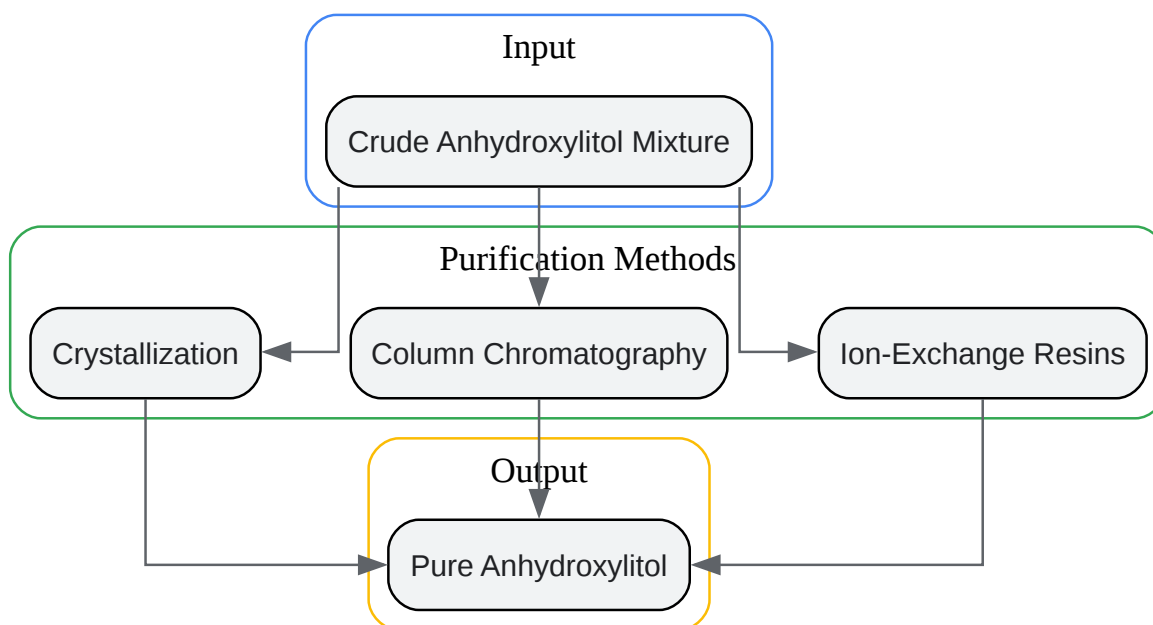 Input
Crude Anhydroxylitol Mixture
Purification Methods
Crystallization
Column Chromatography
Ion-Exchange Resins
Output
Pure Anhydroxylitol